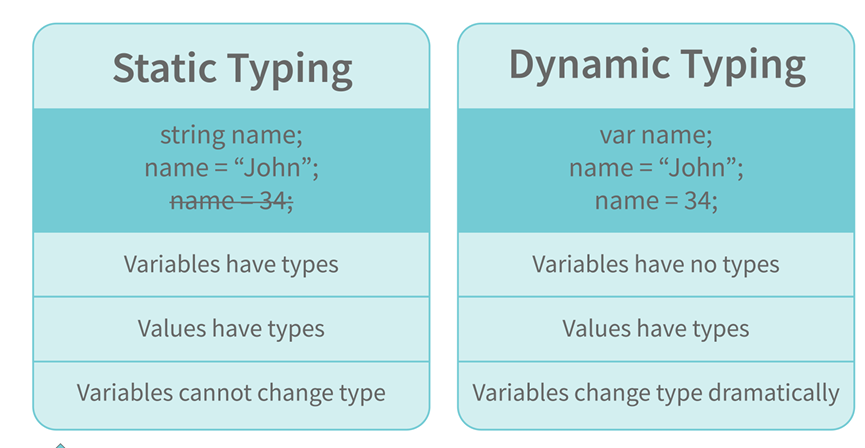 Static Typing
string name;
name = “John”;
name = 34;
Variables have types
Values have types
Variables cannot change type
Dynamic Typing
var name;
name = “John”;
name = 34;
Variables have no types
Values have types
Variables change type dramatically